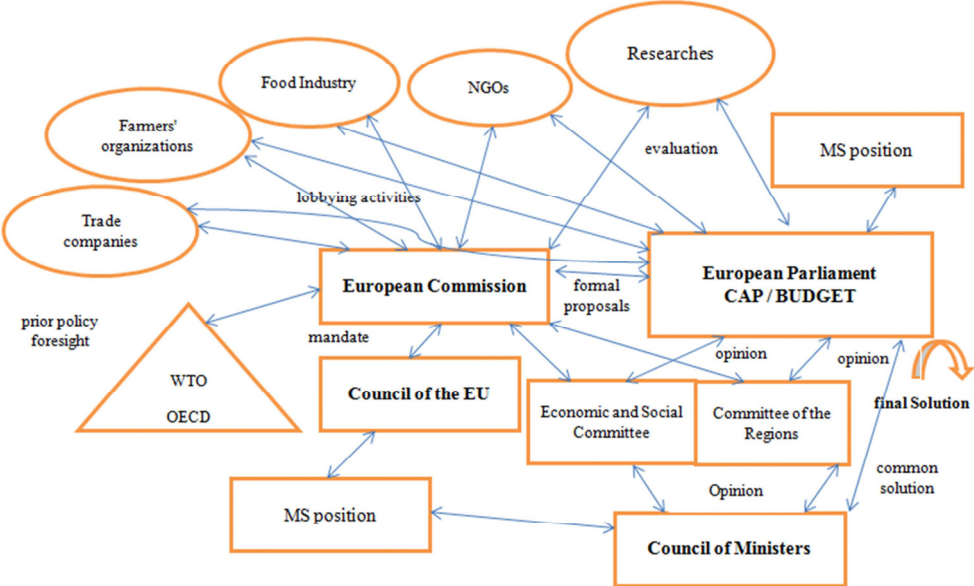 Researches
Food Industry
NGOs
Farmers'
organizations
evaluation
MS position
lobbying activities
Trade
companies
European Commission
formal
proposals
European Parliament
CAP / BUDGET
prior policy
foresight
mandate
opinion
opinion
WTO
OECD
Council of the EU
Economic and Social
Committee
Committee of the
Regions
final Solution
common
solution
Opinion
MS position
Council of Ministers